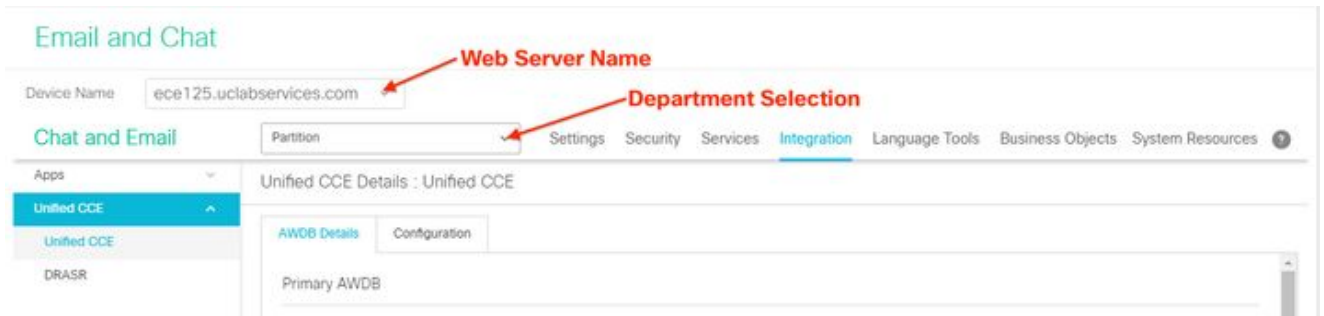 Email and Chat
Web Server Name
Device Name ece125.uclabservices.com
Department Selection
Chat and Email Partition Settings Security Services Integration Language Tools Business Objects System Resources ?
Apps Unified CCE Details : Unified CCE
Unified CCE
Unified CCE AWDB Details Configuration
DRASR Primary AWDB